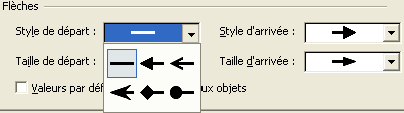 Flèches
Style de départ : Style d'arrivée :
Taille de départ : Taille d'arrivée :
Valeurs par déf ux objets